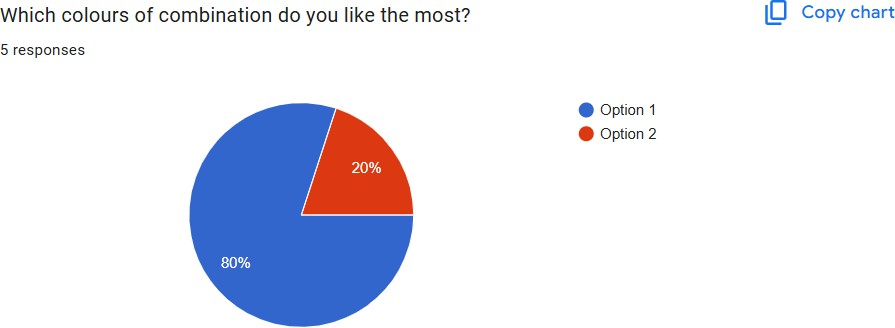 Which colours of combination do you like the most?
Copy chart
5 responses
Option 1
Option 2
20%
80%